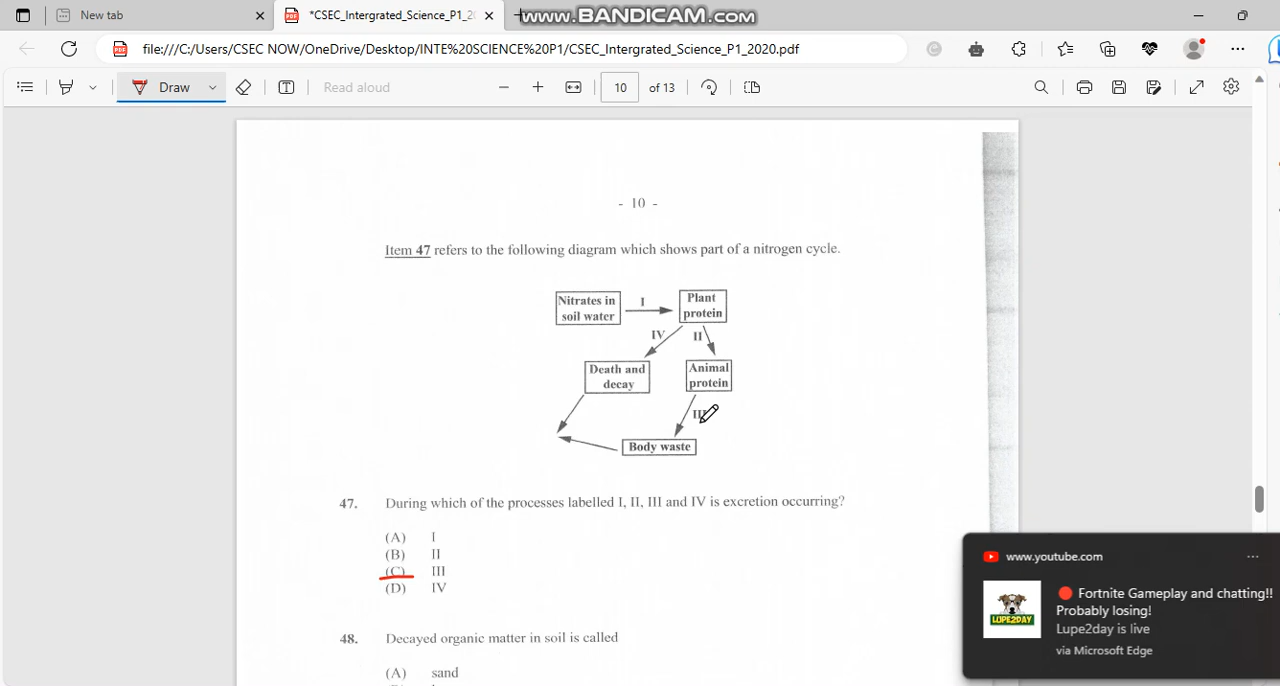 New tab
*CSEC_Intergrated_Science_P1_2
www.BANDICAM.com
file:///C:/Users/CSEC NOW/OneDrive/Desktop/INTE%20SCIENCE%20P1/CSEC_Intergrated_Science_P1_2020.pdf
Draw
Read aloud
10 of 13
- 10 -
Item 47 refers to the following diagram which shows part of a nitrogen cycle.
Nitrates in
soil water
I
Plant
protein
IV
II
Death and
decay
Animal
protein
III
Body waste
47. During which of the processes labelled I, II, III and IV is excretion occurring?
(A) I
(B) II
(C) III
(D) IV
48. Decayed organic matter in soil is called
(A) sand
www.youtube.com
Fortnite Gameplay and chatting!!
Probably losing!
Lupe2day is live
via Microsoft Edge
LUPE2DAY